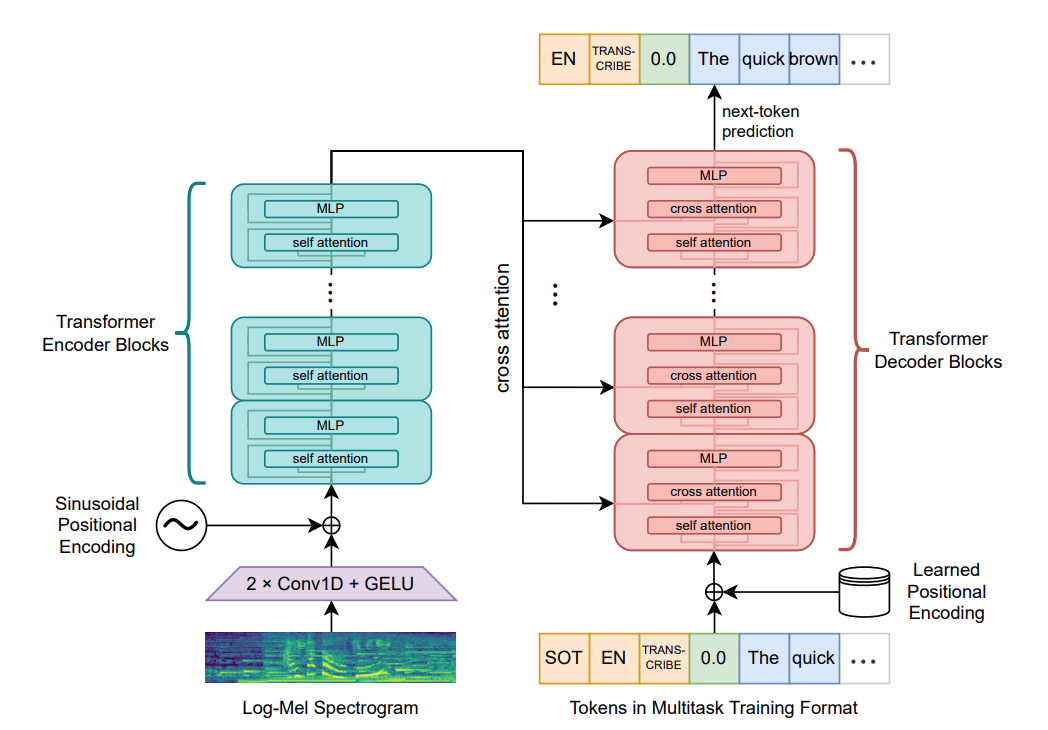 EN TRANS-CRIBE 0.0 The quick brown ...
next-token
prediction
MLP
cross attention
self attention
MLP
self attention
...
...
...
cross attention
Transformer
Encoder Blocks
MLP
self attention
MLP
self attention
MLP
cross attention
self attention
MLP
cross attention
self attention
Transformer
Decoder Blocks
Sinusoidal
Positional
Encoding
2 × Conv1D + GELU
Learned
Positional
Encoding
SOT EN TRANS-CRIBE 0.0 The quick ...
Log-Mel Spectrogram
Tokens in Multitask Training Format